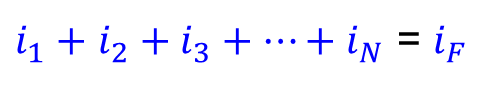 i₁ + i₂ + i₃ + ⋯ + i_N = i_F